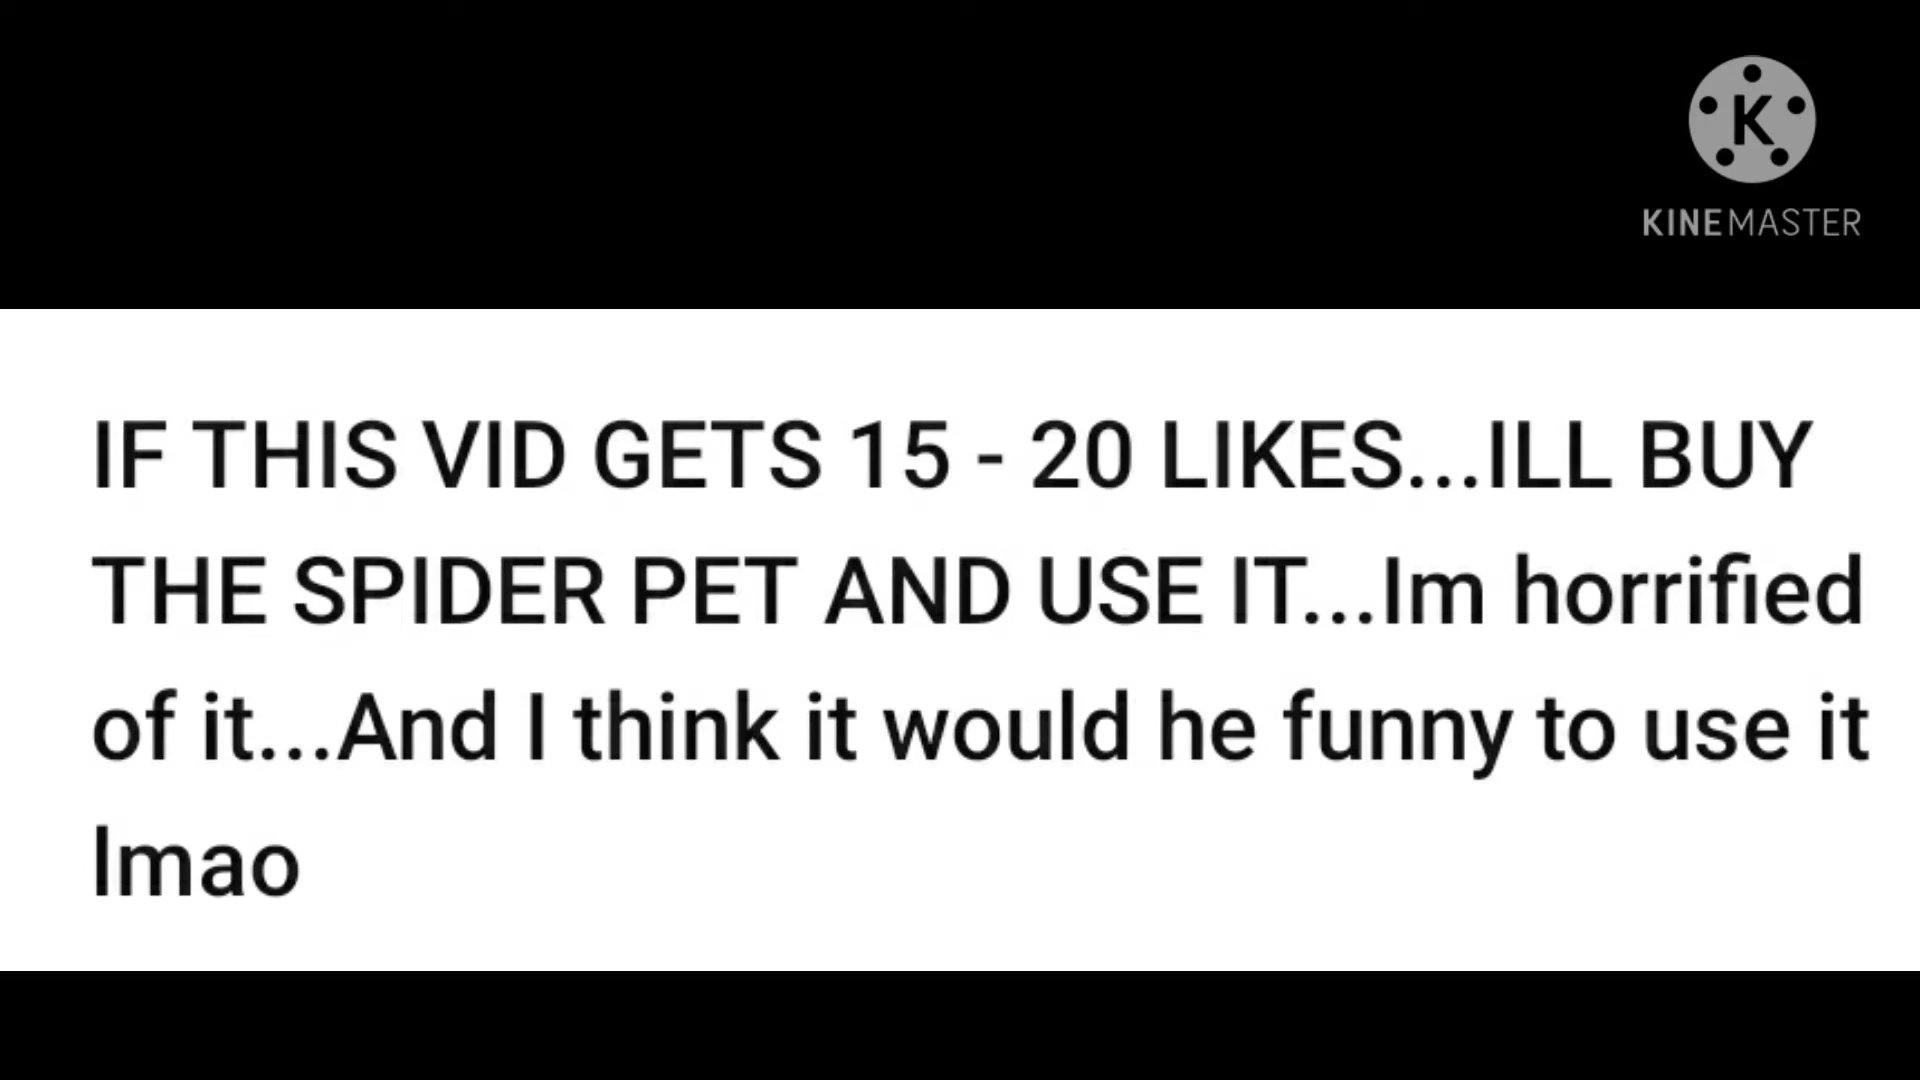 K
KINEMASTER
IF THIS VID GETS 15 - 20 LIKES...ILL BUY
THE SPIDER PET AND USE IT...Im horrified
of it...And I think it would he funny to use it
lmao